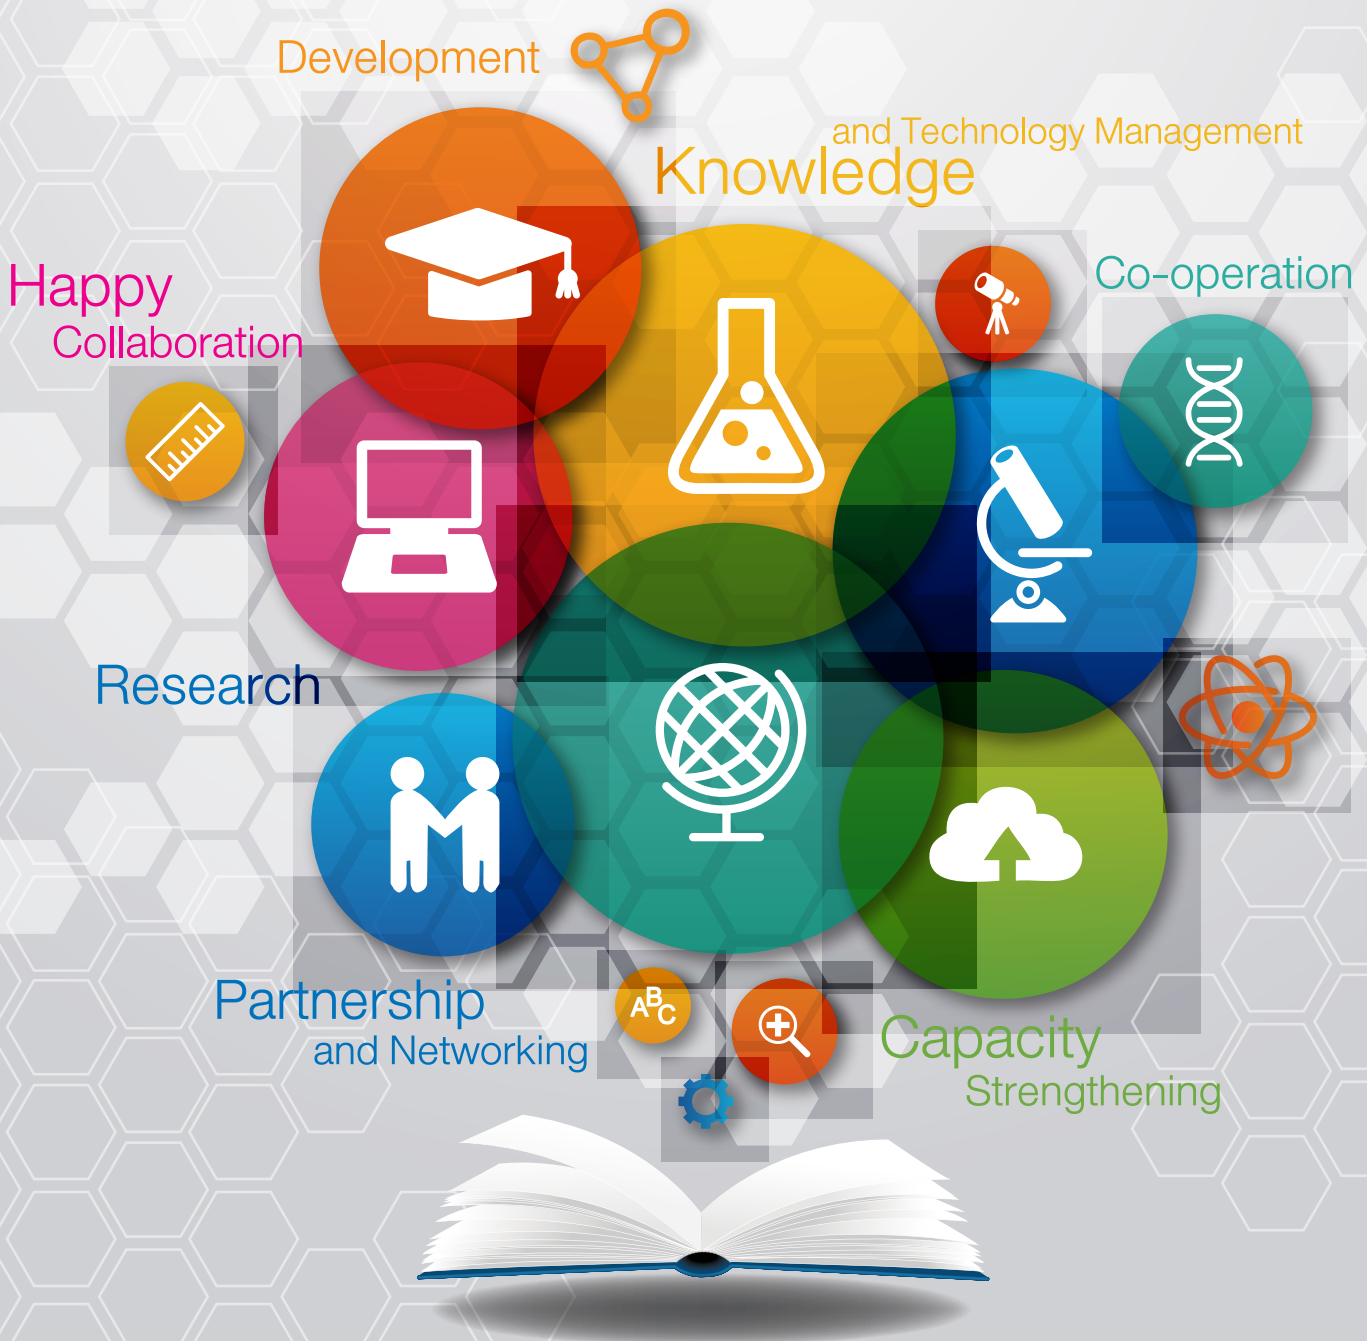 Development
and Technology Management
Knowledge
Happy
Collaboration
Co-operation
Research
Partnership
and Networking
ABC
Capacity
Strengthening